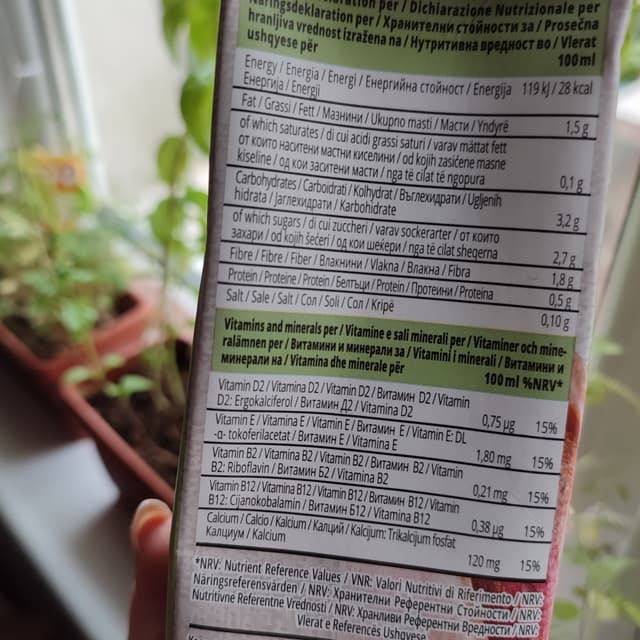 Näringsdeklaration per / Dichiarazione Nutrizionale per
hranljiva vrednost izražena na / Хранителни стойности за / Prosečna
ushqyese për / Нутритивна вредност во / Vlerat
100 ml
Energy / Energia / Energi / Енергийна стойност / Energija 119 kJ / 28 kcal
Енергија / Energji
Fat / Grassi / Fett / Мазнини / Ukupno masti / Масти / Yndyrë 1,5 g
of which saturates / di cui acidi grassi saturi / varav mättat fett
от които наситени мастни киселини / od kojih zasićene masne
kiseline / од кои заситени масти / nga të cilat të ngopura 0,1 g
Carbohydrates / Carboidrati / Kolhydrat / Въглехидрати / Ugljenih
hidrata / Јаглехидрати / Karbohidrate 3,2 g
of which sugars / di cui zuccheri / varav sockerarter / от които
захари / od kojih šećeri / од кои шеќери / nga të cilat sheqerna 2,7 g
Fibre / Fibre / Fiber / Влакнини / Vlakna / Влакна / Fibra 1,8 g
Protein / Proteine / Protein / Белтъци / Protein / Протеини / Proteina 0,5 g
Salt / Sale / Salt / Сол / Soli / Сол / Kripë 0,10 g
Vitamins and minerals per / Vitamine e sali minerali per / Vitaminer och mine-
ralämnen per / Витамини и минерали за / Vitamini i minerali / Витамини и
минерали на / Vitamina dhe minerale për 100 ml %NRV*
Vitamin D2 / Vitamina D2 / Vitamin D2 / Витамин D2 / Vitamin
D2: Ergokalciferol / Витамин Д2 / Vitamina D2 0,75 µg 15%
Vitamin E / Vitamina E / Vitamin E / Витамин E / Vitamin E: DL
-α- tokoferilacetat / Витамин Е / Vitamina E 1,80 mg 15%
Vitamin B2 / Vitamina B2 / Vitamin B2 / Витамин B2 / Vitamin
B2: Riboflavin / Витамин Б2 / Vitamina B2 0,21 mg 15%
Vitamin B12 / Vitamina B12 / Vitamin B12 / Витамин B12 / Vitamin
B12: Cijanokobalamin / Витамин Б12 / Vitamina B12 0,38 µg 15%
Calcium / Calcio / Kalcium / Калций / Kalcijum: Trikalcijum fosfat
Калциум / Kalcium 120 mg 15%
*NRV: Nutrient Reference Values / VNR: Valori Nutritivi di Riferimento / NRV:
Näringsreferensvärden / NRV: Хранителни Референтни Стойности / NRV:
Nutritivne Referentne Vrednosti / NRV: Хранливи Референтни Вредности / NRV:
Vlerat e Referencës Ushqyese